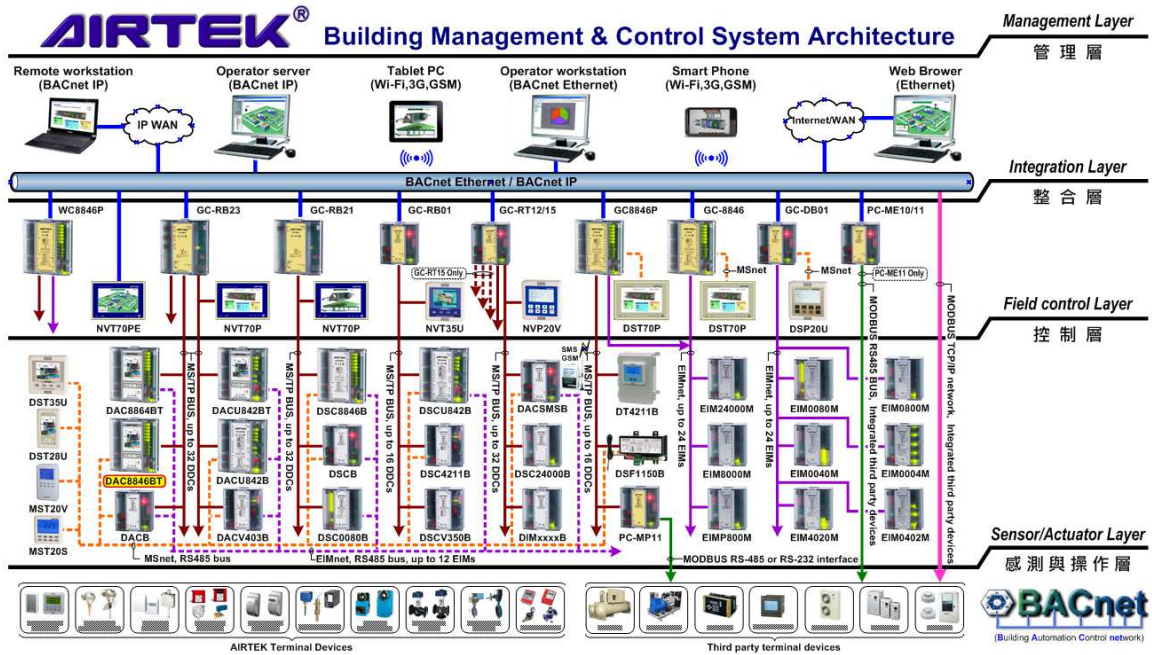 AIRTEK®
Building Management & Control System Architecture
Management Layer
管理層
Remote workstation
(BACnet IP)
Operator server
(BACnet IP)
Tablet PC
(Wi-Fi,3G,GSM)
Operator workstation
(BACnet Ethernet)
Smart Phone
(Wi-Fi,3G,GSM)
Web Brower
(Ethernet)
IP WAN
Internet/WAN
Integration Layer
整合層
BACnet Ethernet / BACnet IP
WC8846P
GC-RB23
GC-RB21
GC-RB01
GC-RT12/15
GC8846P
GC-8846
GC-DB01
PC-ME10/11
GC-RT15 Only
MSnet
MSnet
PC-ME11 Only
NVT70PE
NVT70P
NVT70P
NVT35U
NVP20V
DST70P
DST70P
DSP20U
Field control Layer
控制層
MS/TP BUS, up to 32 DDCs
MS/TP BUS, up to 32 DDCs
MS/TP BUS, up to 16 DDCs
MS/TP BUS, up to 32 DDCs
MS/TP BUS, up to 16 DDCs
EIMnet, up to 24 EIMs
EIMnet, up to 24 EIMs
MODBUS RS485 BUS, Integrated third party devices
MODBUS TCP/IP network, Integrated third party devices
SMS
GSM
DST35U
DAC8864BT
DACU842BT
DSC8846B
DSCU842B
DACSMSB
DT4211B
EIM24000M
EIM0080M
EIM0800M
DST28U
DAC8846BT
DACU842B
DSCB
DSC4211B
DSC24000B
DSF1150B
EIM8000M
EIM0040M
EIM0004M
MST20V
MST20S
DACB
DACV403B
DSC0080B
DSCV350B
DIMxxxxB
PC-MP11
EIMP800M
EIM4020M
EIM0402M
MSnet, RS485 bus
EIMnet, RS485 bus, up to 12 EIMs
MODBUS RS-485 or RS-232 interface
Sensor/Actuator Layer
感測與操作層
AIRTEK Terminal Devices
Third party terminal devices
BACnet
(Building Automation Control network)